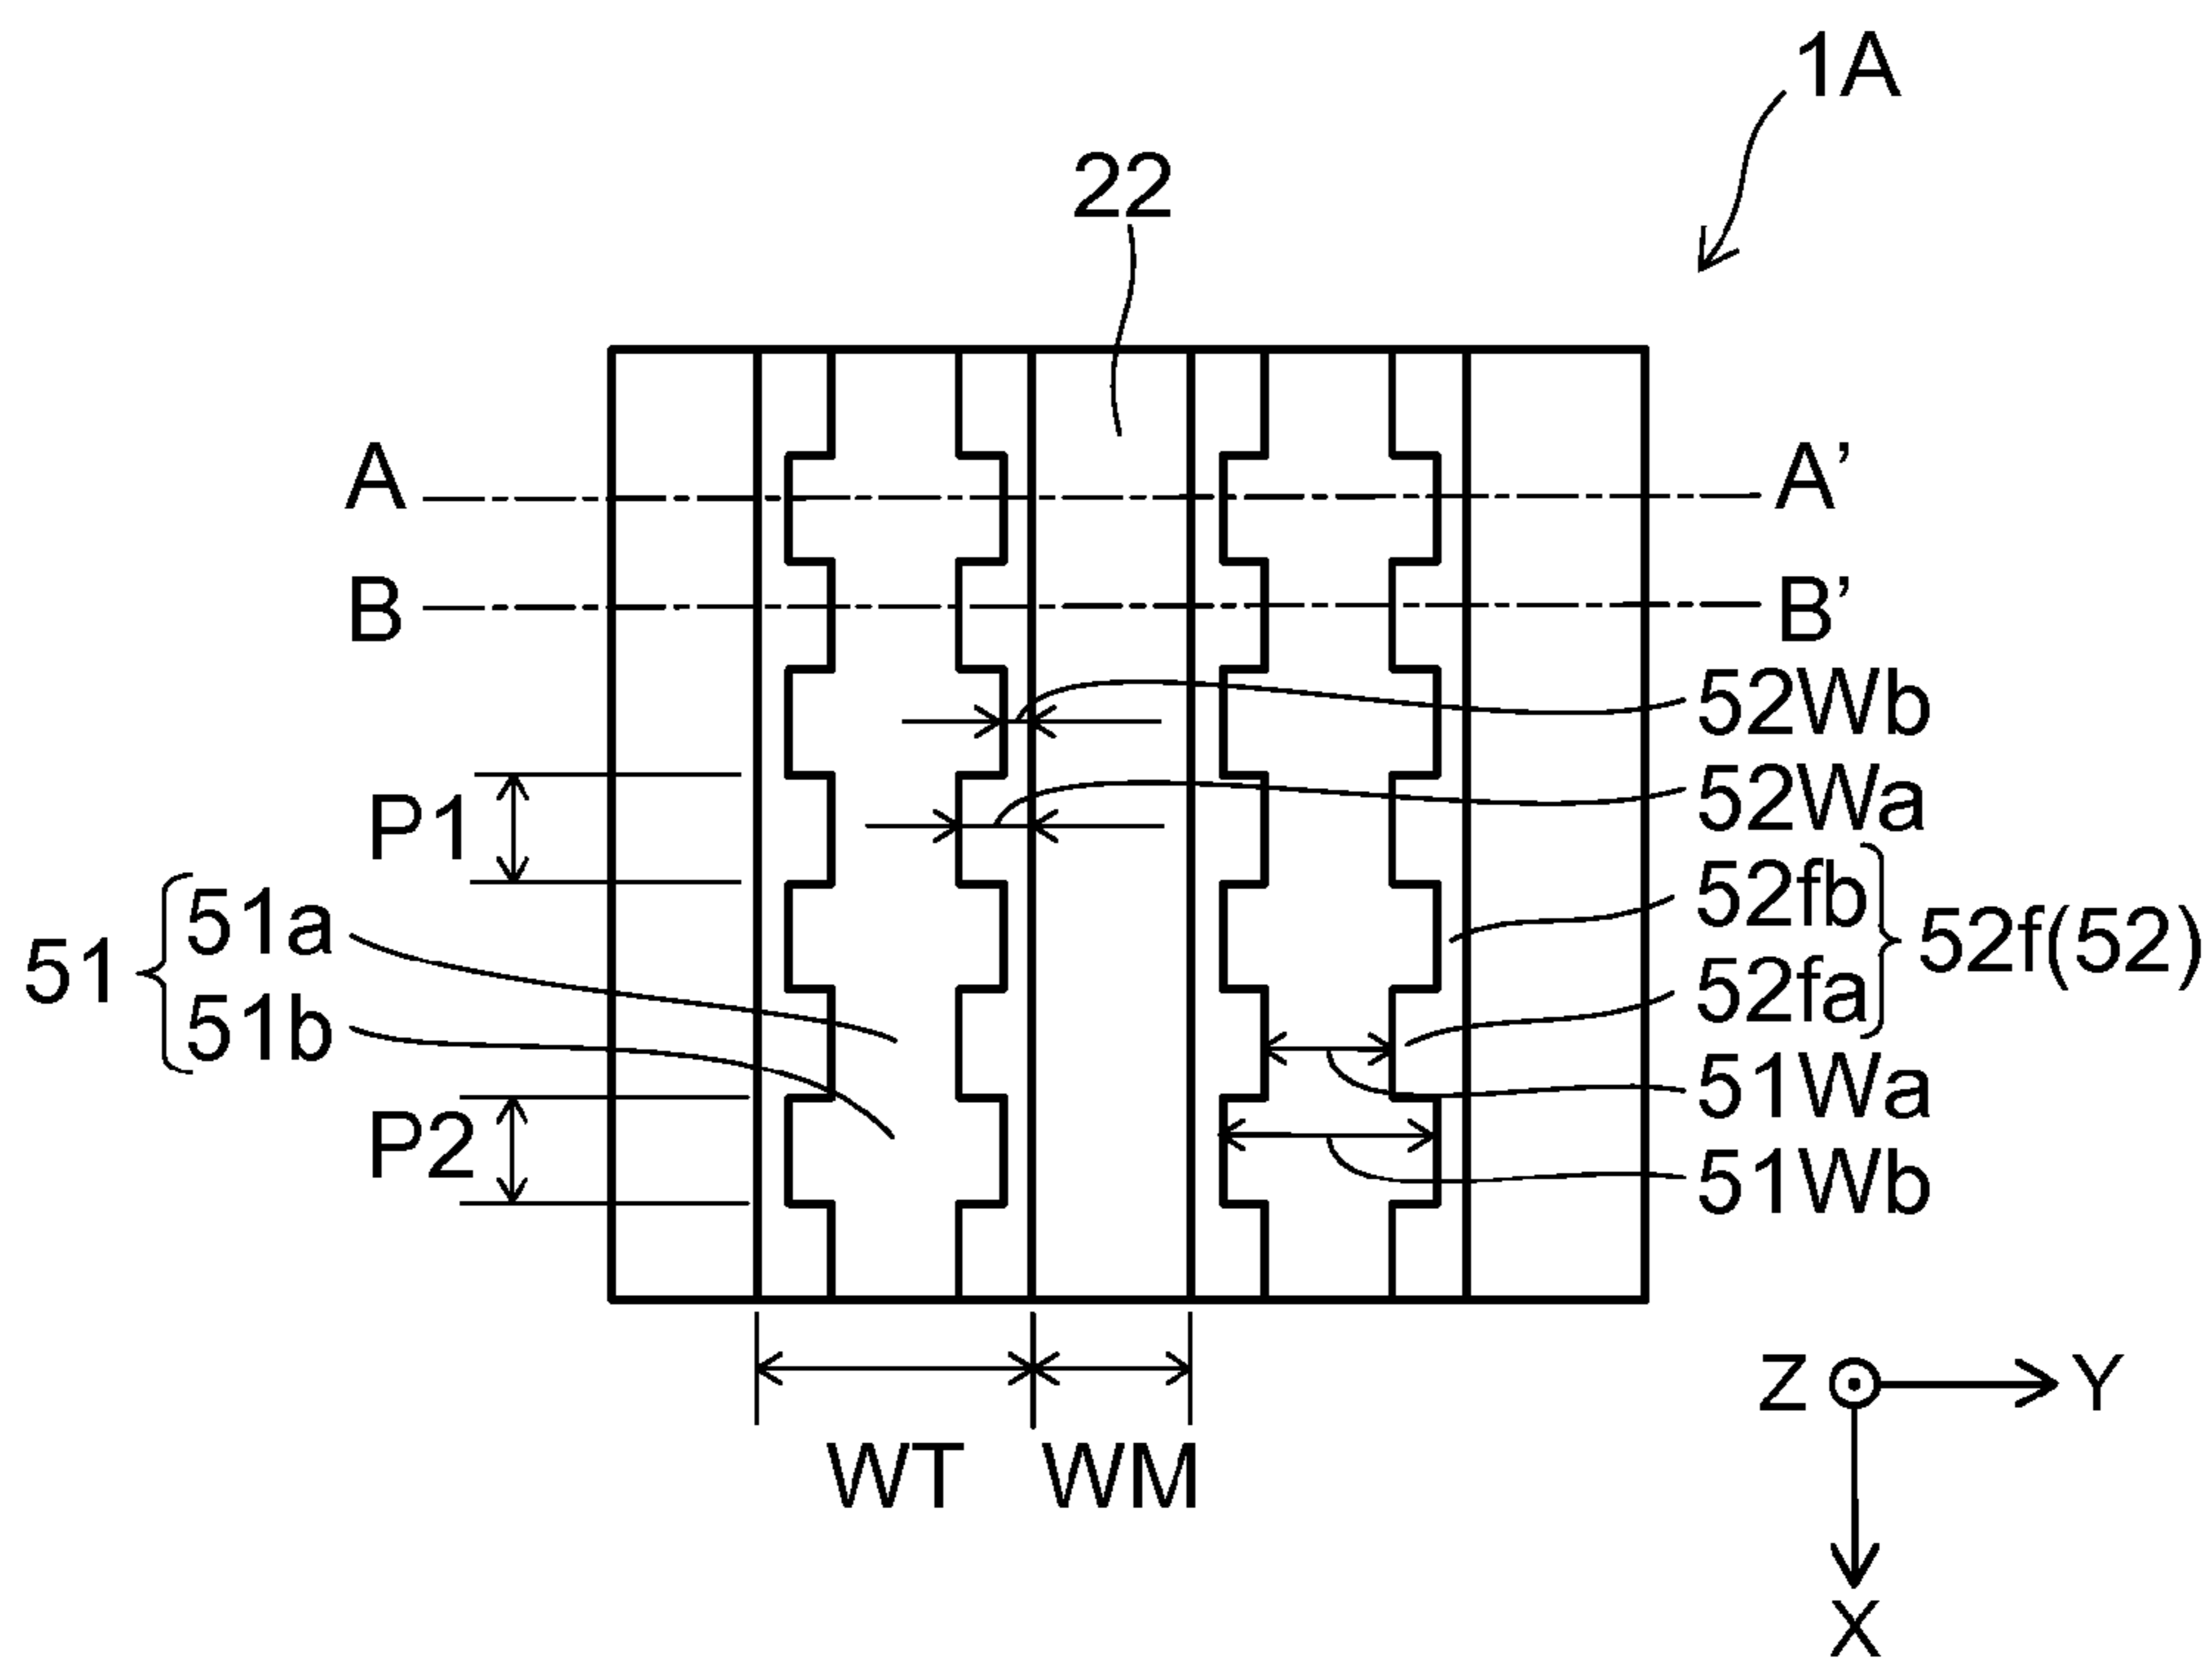 1A
22
A A’
B B’
52Wb
P1 52Wa
51 51a 52fb 52f(52)
51b 52fa
P2 51Wa
51Wb
Z Y
WT WM
X